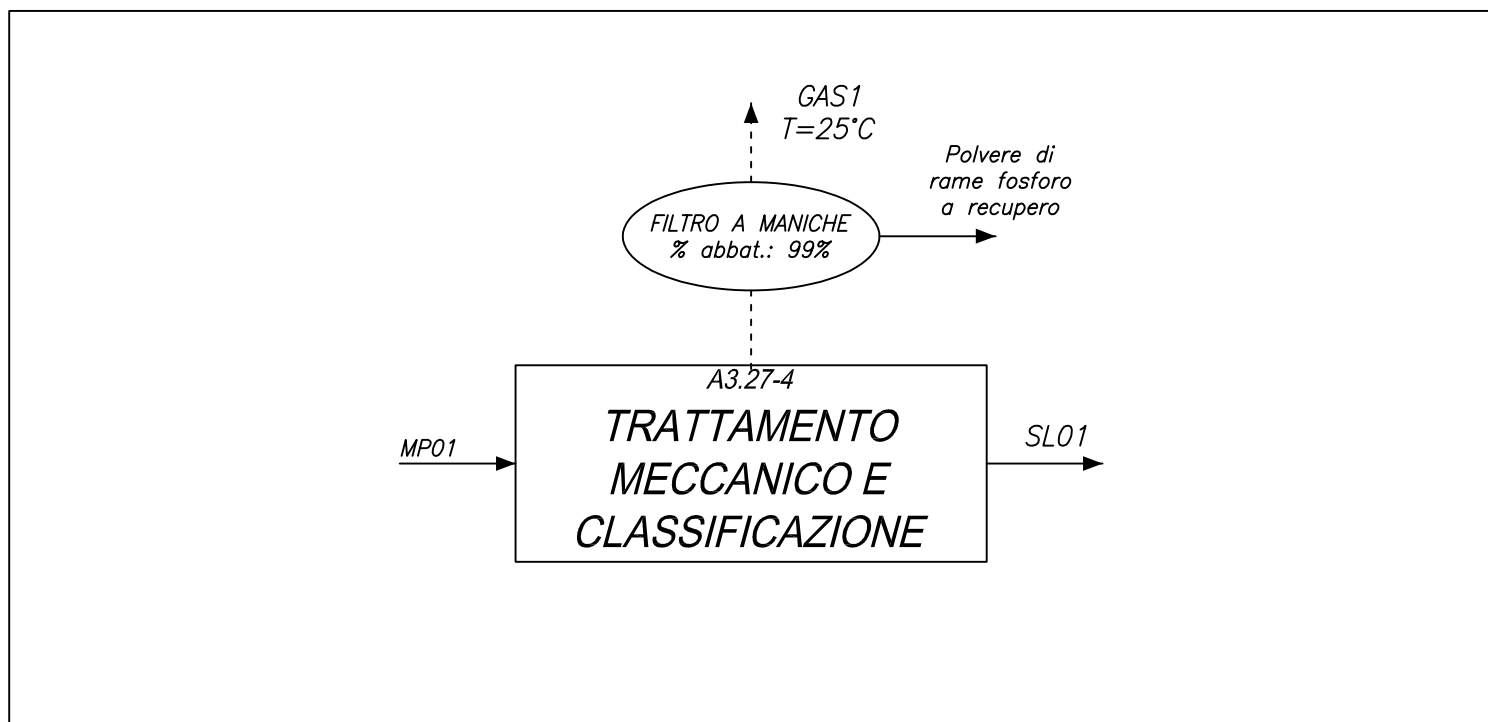 GAS1
T=25°C
Polvere di
rame fosforo
a recupero
FILTRO A MANICHE
% abbat.: 99%
A3.27-4
TRATTAMENTO
MECCANICO E
CLASSIFICAZIONE
MP01
SL01